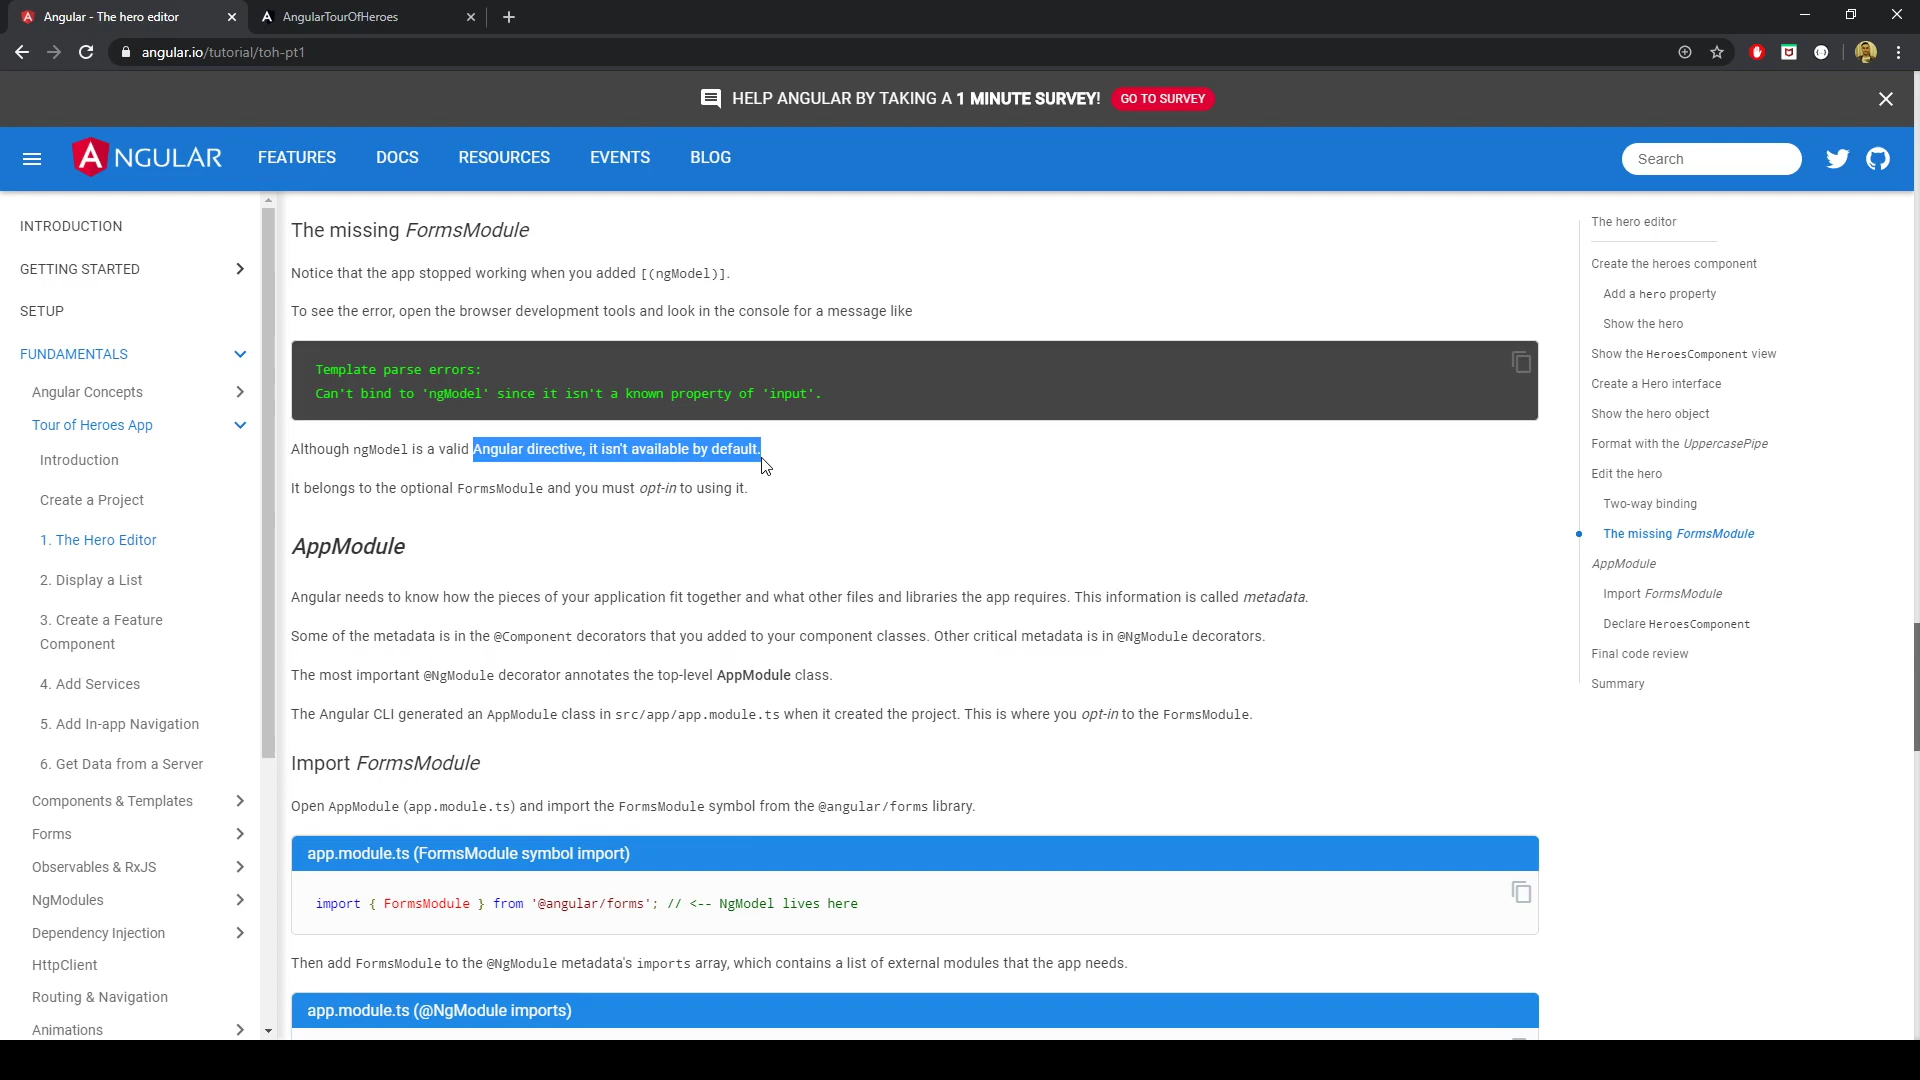 Angular - The hero editor
AngularTourOfHeroes
angular.io/tutorial/toh-pt1
HELP ANGULAR BY TAKING A 1 MINUTE SURVEY! GO TO SURVEY
ANGULAR
FEATURES
DOCS
RESOURCES
EVENTS
BLOG
Search
INTRODUCTION
GETTING STARTED
SETUP
FUNDAMENTALS
Angular Concepts
Tour of Heroes App
Introduction
Create a Project
1. The Hero Editor
2. Display a List
3. Create a Feature
Component
4. Add Services
5. Add In-app Navigation
6. Get Data from a Server
Components & Templates
Forms
Observables & RxJS
NgModules
Dependency Injection
HttpClient
Routing & Navigation
Animations
The missing FormsModule
Notice that the app stopped working when you added [(ngModel)].
To see the error, open the browser development tools and look in the console for a message like
Template parse errors:
Can't bind to 'ngModel' since it isn't a known property of 'input'.
Although ngModel is a valid Angular directive, it isn't available by default.
It belongs to the optional FormsModule and you must opt-in to using it.
AppModule
Angular needs to know how the pieces of your application fit together and what other files and libraries the app requires. This information is called metadata.
Some of the metadata is in the @Component decorators that you added to your component classes. Other critical metadata is in @NgModule decorators.
The most important @NgModule decorator annotates the top-level AppModule class.
The Angular CLI generated an AppModule class in src/app/app.module.ts when it created the project. This is where you opt-in to the FormsModule.
Import FormsModule
Open AppModule (app.module.ts) and import the FormsModule symbol from the @angular/forms library.
app.module.ts (FormsModule symbol import)
import { FormsModule } from '@angular/forms'; // <-- NgModel lives here
Then add FormsModule to the @NgModule metadata's imports array, which contains a list of external modules that the app needs.
app.module.ts (@NgModule imports)
The hero editor
Create the heroes component
Add a hero property
Show the hero
Show the HeroesComponent view
Create a Hero interface
Show the hero object
Format with the UppercasePipe
Edit the hero
Two-way binding
The missing FormsModule
AppModule
Import FormsModule
Declare HeroesComponent
Final code review
Summary